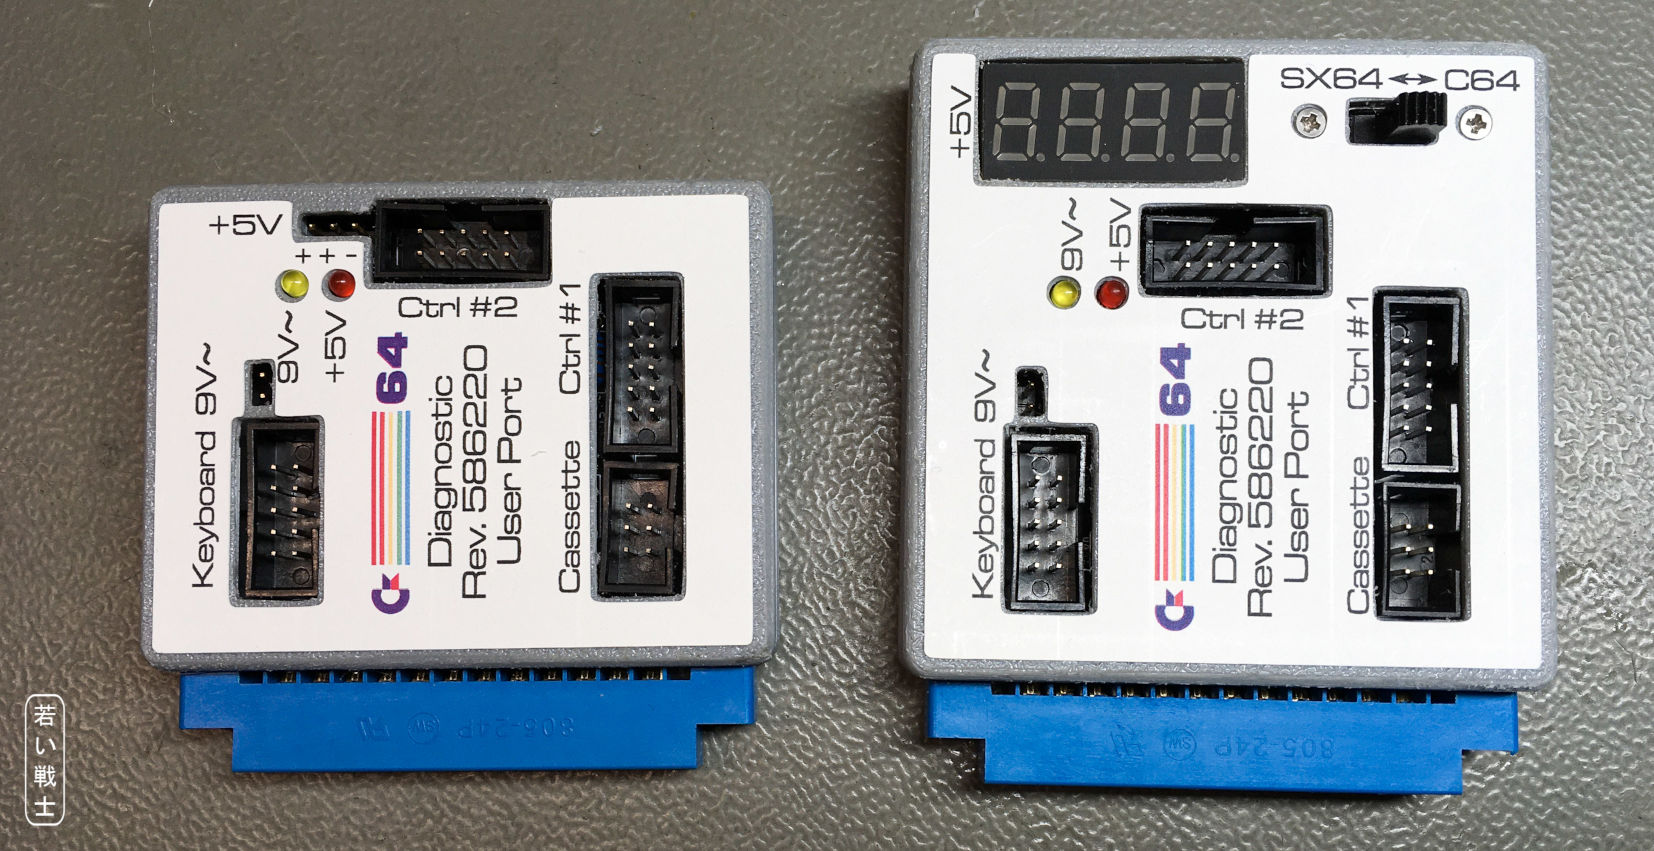 +5V
+ + -
9V~
+5V
Ctrl #2
Ctrl #1
Keyboard 9V~
64
Diagnostic
Rev. 586220
User Port
Cassette
805-24P
SW
+5V
SX64 ↔ C64
9V~
+5V
Ctrl #2
Ctrl #1
Keyboard 9V~
64
Diagnostic
Rev. 586220
User Port
Cassette
805-24P
SW
若い戦士